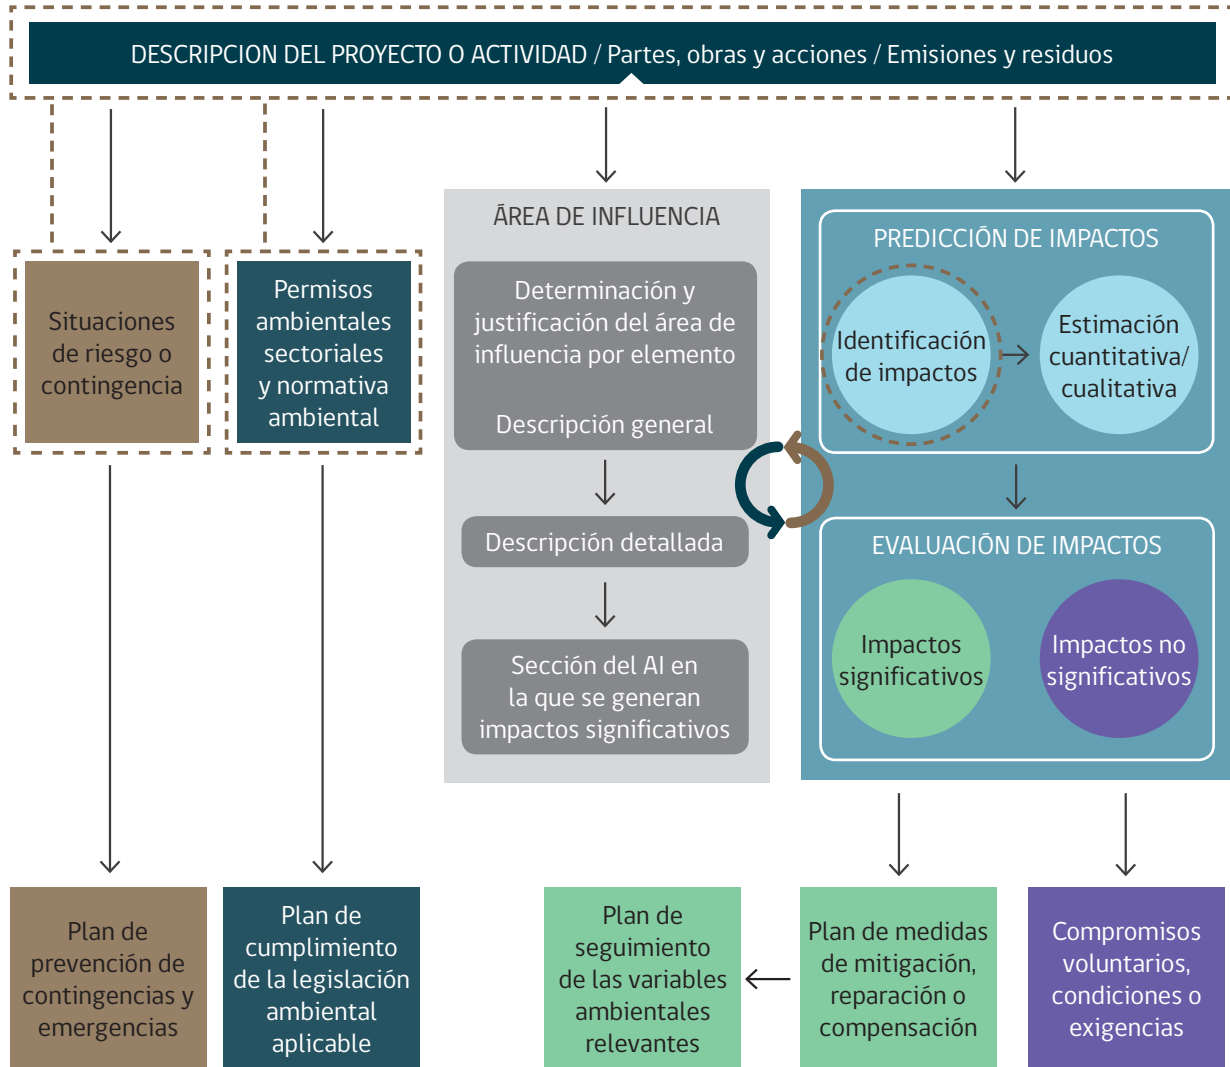 DESCRIPCION DEL PROYECTO O ACTIVIDAD / Partes, obras y acciones / Emisiones y residuos
Situaciones
de riesgo o
contingencia
Permisos
ambientales
sectoriales
y normativa
ambiental
ÁREA DE INFLUENCIA
Determinación y
justificación del área de
influencia por elemento
Descripción general
Descripción detallada
Sección del AI en
la que se generan
impactos significativos
PREDICCIÓN DE IMPACTOS
Identificación
de impactos
Estimación
cuantitativa/
cualitativa
EVALUACIÓN DE IMPACTOS
Impactos
significativos
Impactos no
significativos
Plan de
prevención de
contingencias y
emergencias
Plan de
cumplimiento
de la legislación
ambiental
aplicable
Plan de
seguimiento
de las variables
ambientales
relevantes
Plan de medidas
de mitigación,
reparación o
compensación
Compromisos
voluntarios,
condiciones o
exigencias